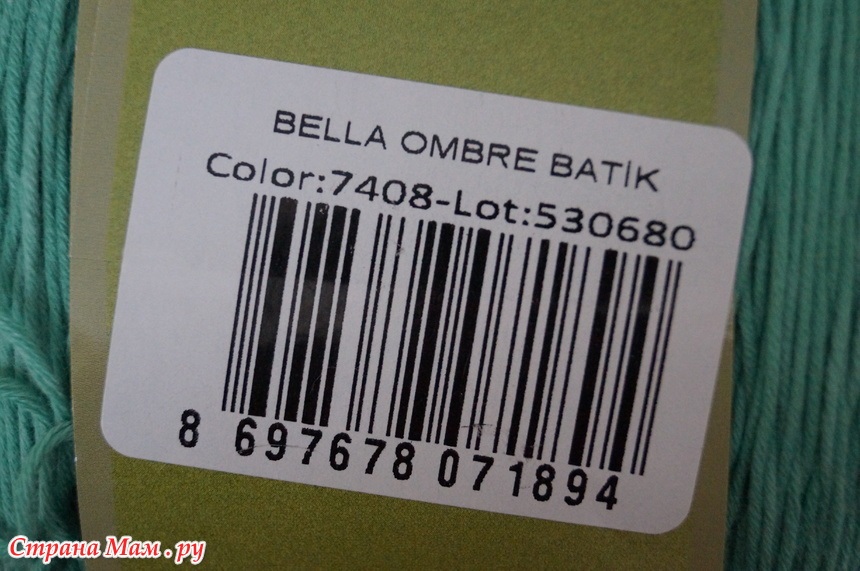 BELLA OMBRE BATİK
Color:7408-Lot:530680
8 697678 071894
Страна Мам.ру